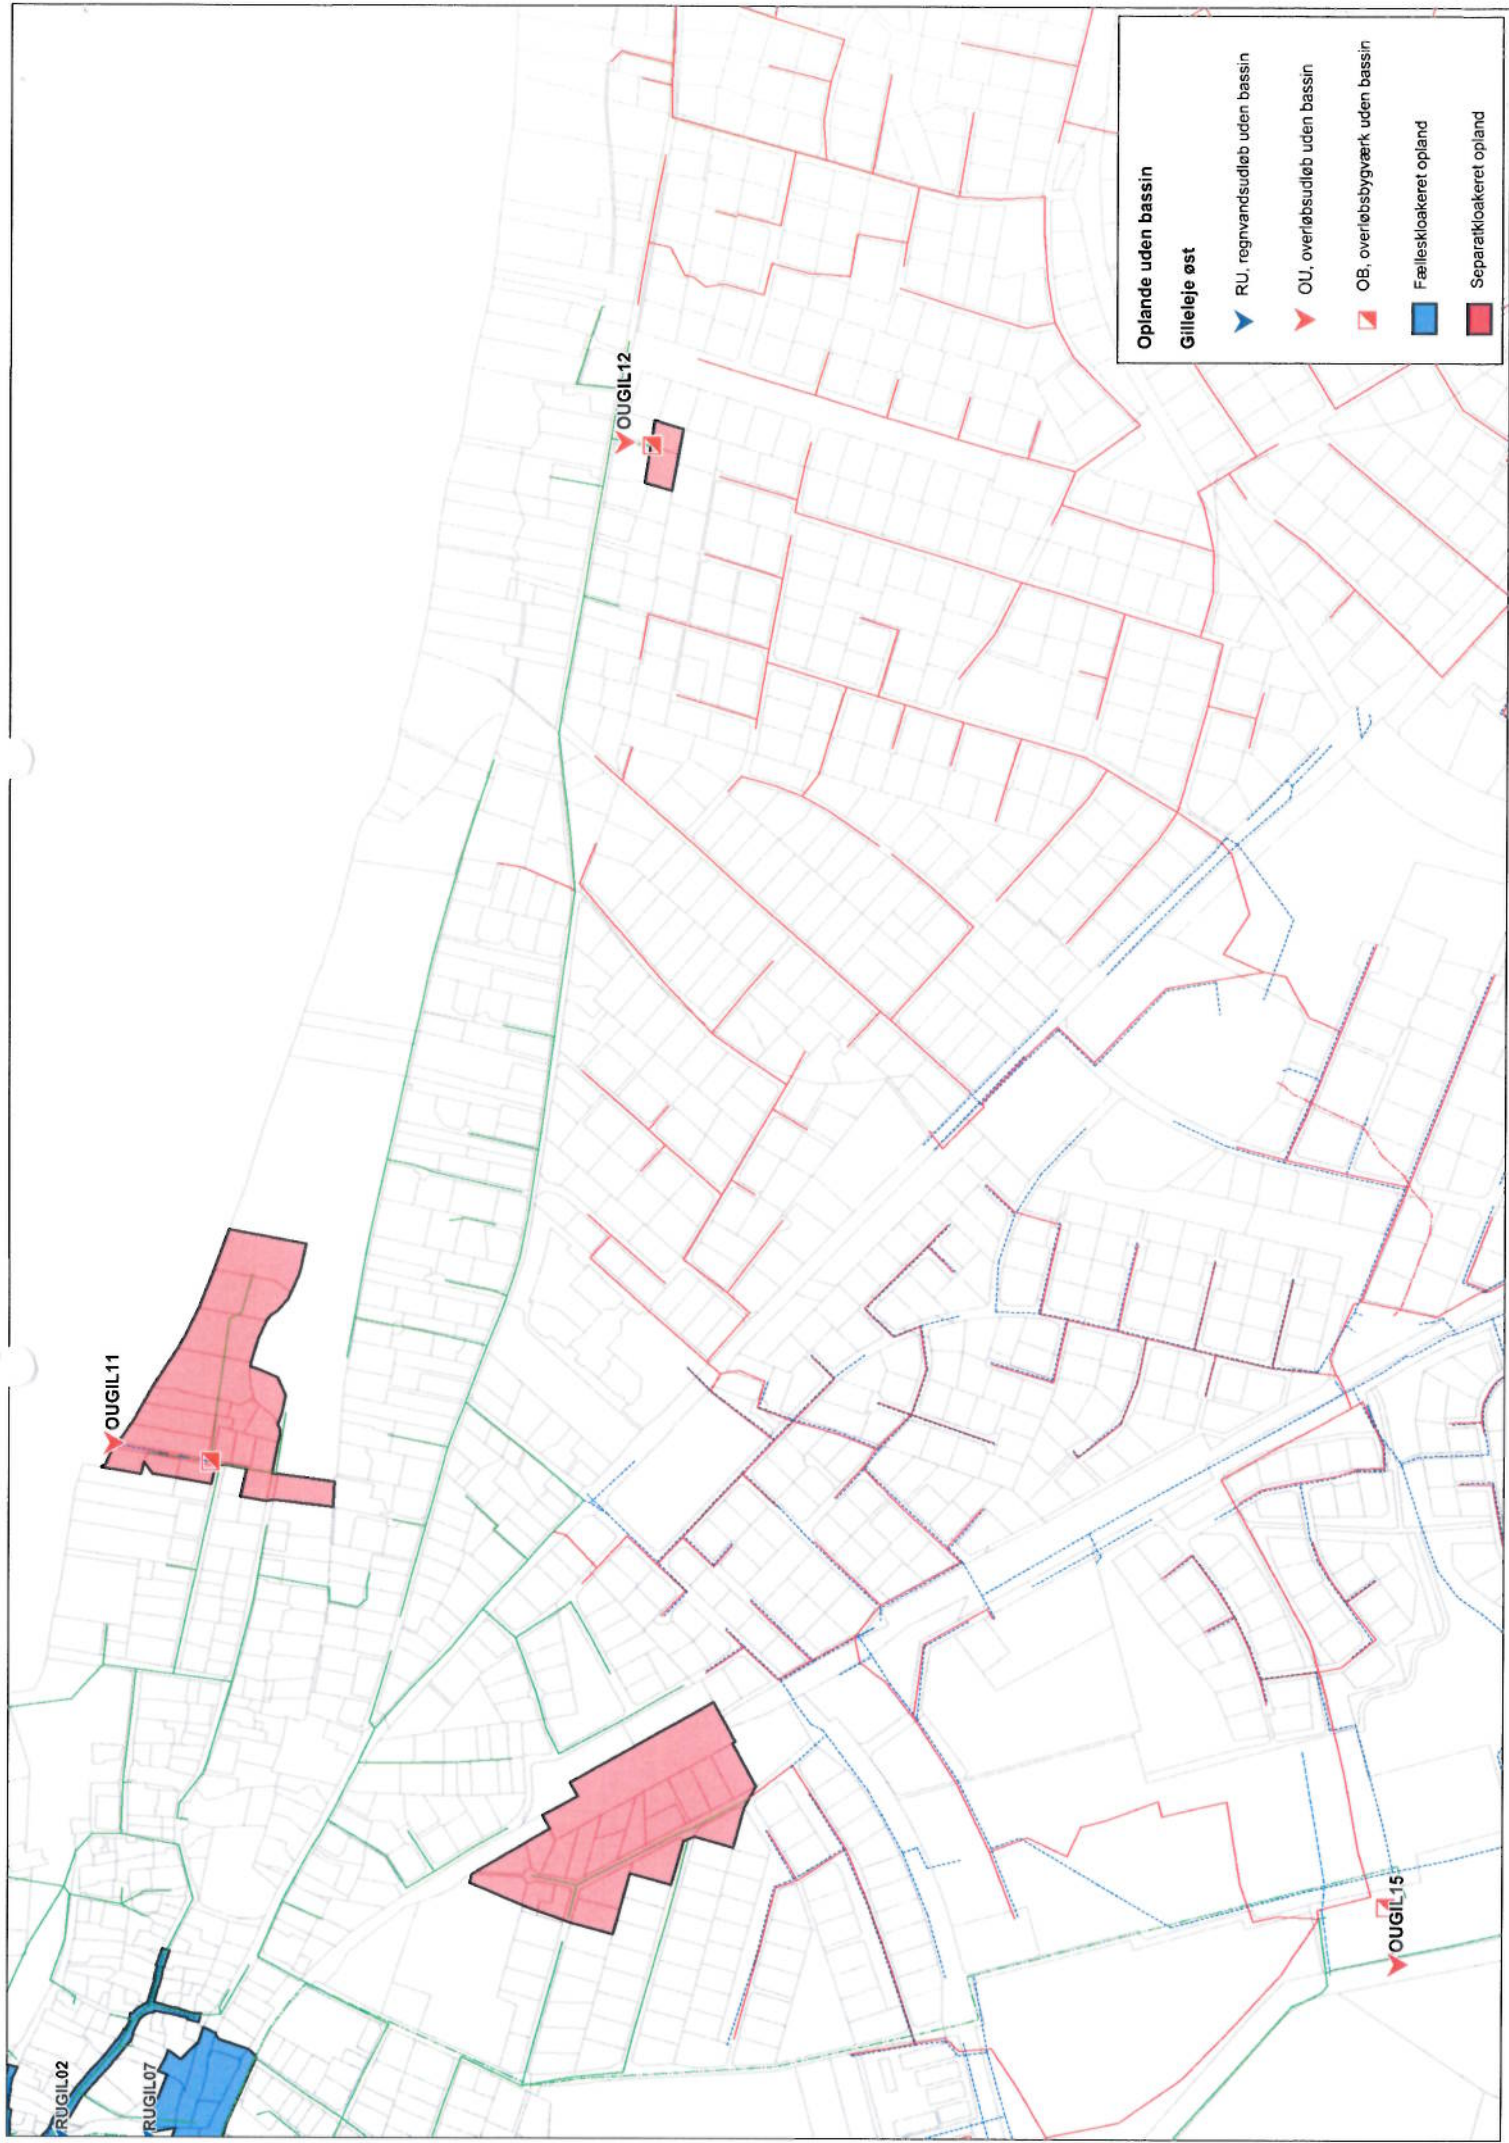 RUGIL02
RUGIL07
OUGIL11
OUGIL12
OUGIL15
Oplande uden bassin
Gilleleje øst
RU, regnvandsudløb uden bassin
OU, overløbsudløb uden bassin
OB, overløbsbygværk uden bassin
Fælleskloakeret opland
Separatkloakeret opland